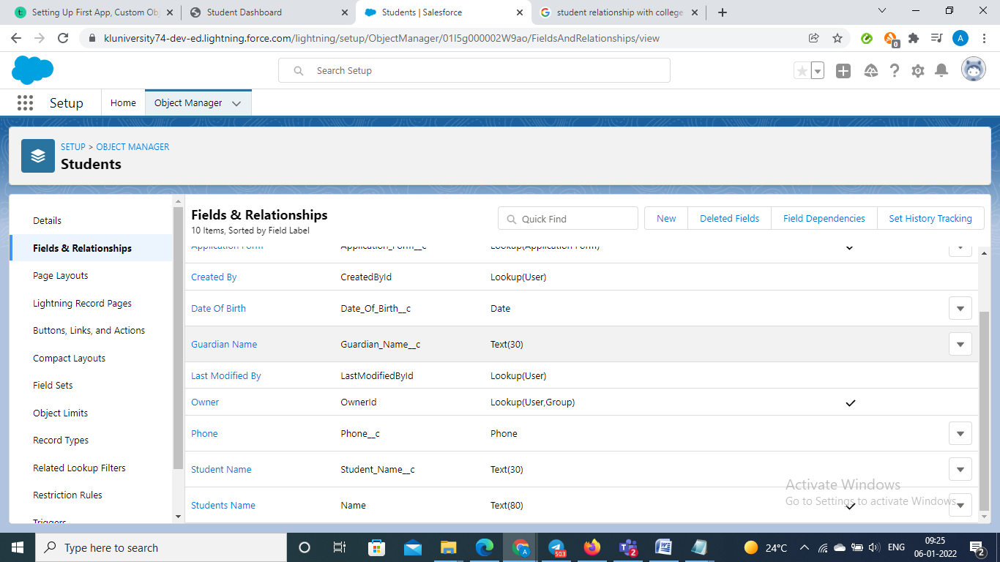 Setting Up First App, Custom Ob
Student Dashboard
Students | Salesforce
student relationship with college
kluniversity74-dev-ed.lightning.force.com/lightning/setup/ObjectManager/01I5g000002W9ao/FieldsAndRelationships/view
0
A
Search Setup
Setup
Home
Object Manager
SETUP > OBJECT MANAGER
Students
Details
Fields & Relationships
Page Layouts
Lightning Record Pages
Buttons, Links, and Actions
Compact Layouts
Field Sets
Object Limits
Record Types
Related Lookup Filters
Restriction Rules
Triggers
Fields & Relationships
10 Items, Sorted by Field Label
Quick Find
New
Deleted Fields
Field Dependencies
Set History Tracking
Application Form Application_Form__c Lookup(Application Form)
Created By CreatedById Lookup(User)
Date Of Birth Date_Of_Birth__c Date
Guardian Name Guardian_Name__c Text(30)
Last Modified By LastModifiedById Lookup(User)
Owner OwnerId Lookup(User,Group)
Phone Phone__c Phone
Student Name Student_Name__c Text(30)
Students Name Name Text(80)
Activate Windows
Go to Settings to activate Windows.
Type here to search
A
503
2
24°C
ENG
09:25
06-01-2022
2